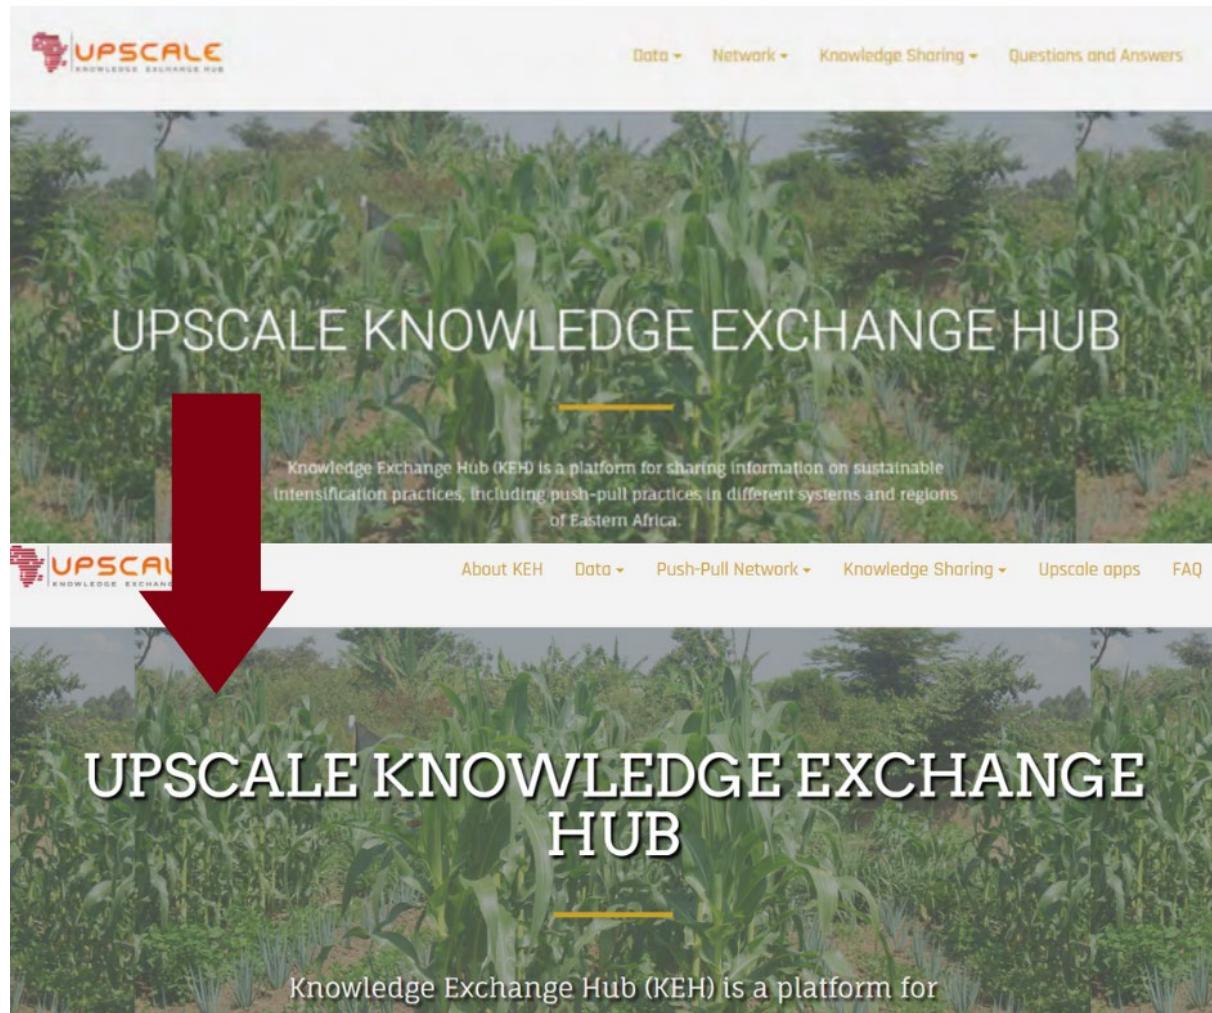 UPSCALE
KNOWLEDGE EXCHANGE HUB
Data Network Knowledge Sharing Questions and Answers
UPSCALE KNOWLEDGE EXCHANGE HUB
Knowledge Exchange Hub (KEH) is a platform for sharing information on sustainable
intensification practices, including push-pull practices in different systems and regions
of Eastern Africa.
UPSCAL
KNOWLEDGE EXCHAN
About KEH Data Push-Pull Network Knowledge Sharing Upscale apps FAQ
UPSCALE KNOWLEDGE EXCHANGE
HUB
Knowledge Exchange Hub (KEH) is a platform for